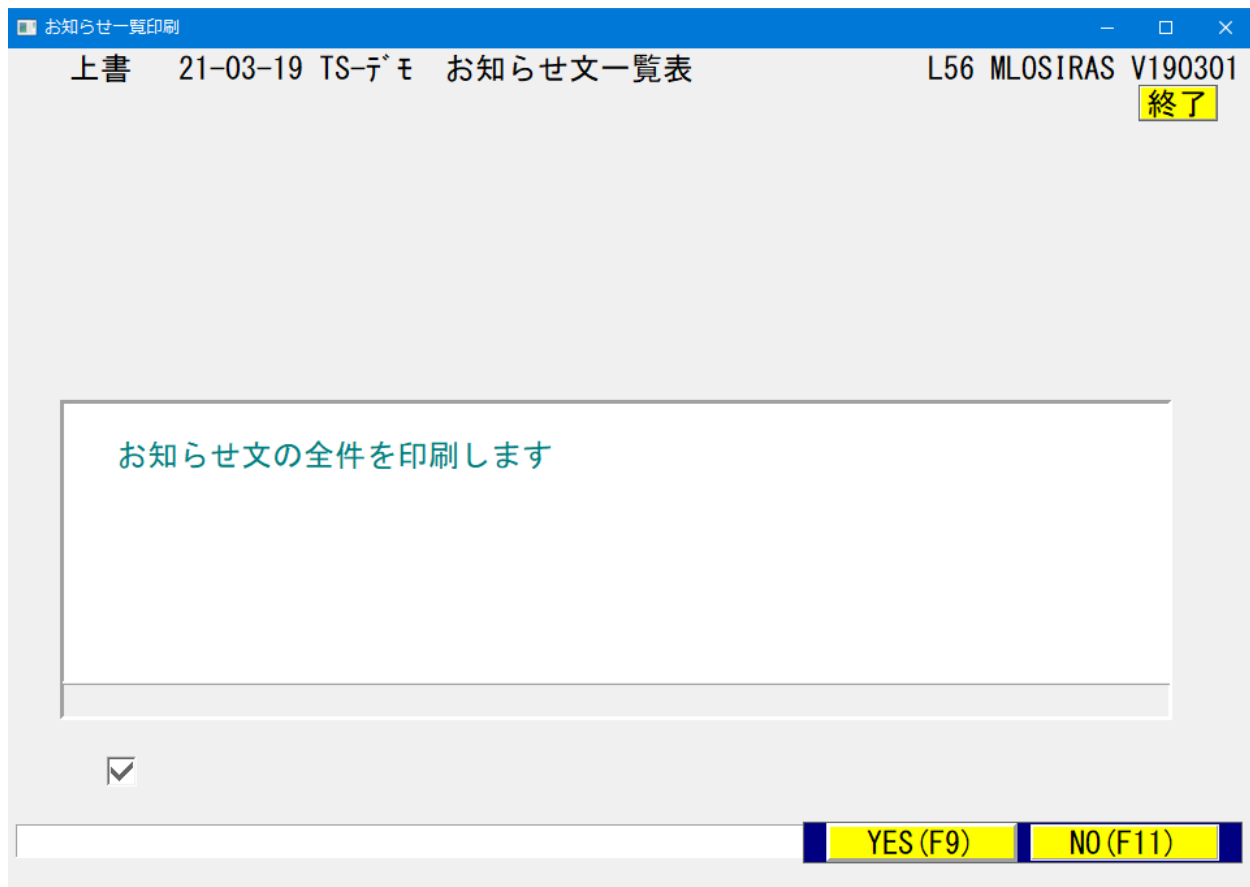 お知らせ一覧印刷
上書 21-03-19 TS-ﾃﾞﾓ お知らせ文一覧表 L56 MLOSIRAS V190301
終了
お知らせ文の全件を印刷します
YES(F9) NO(F11)